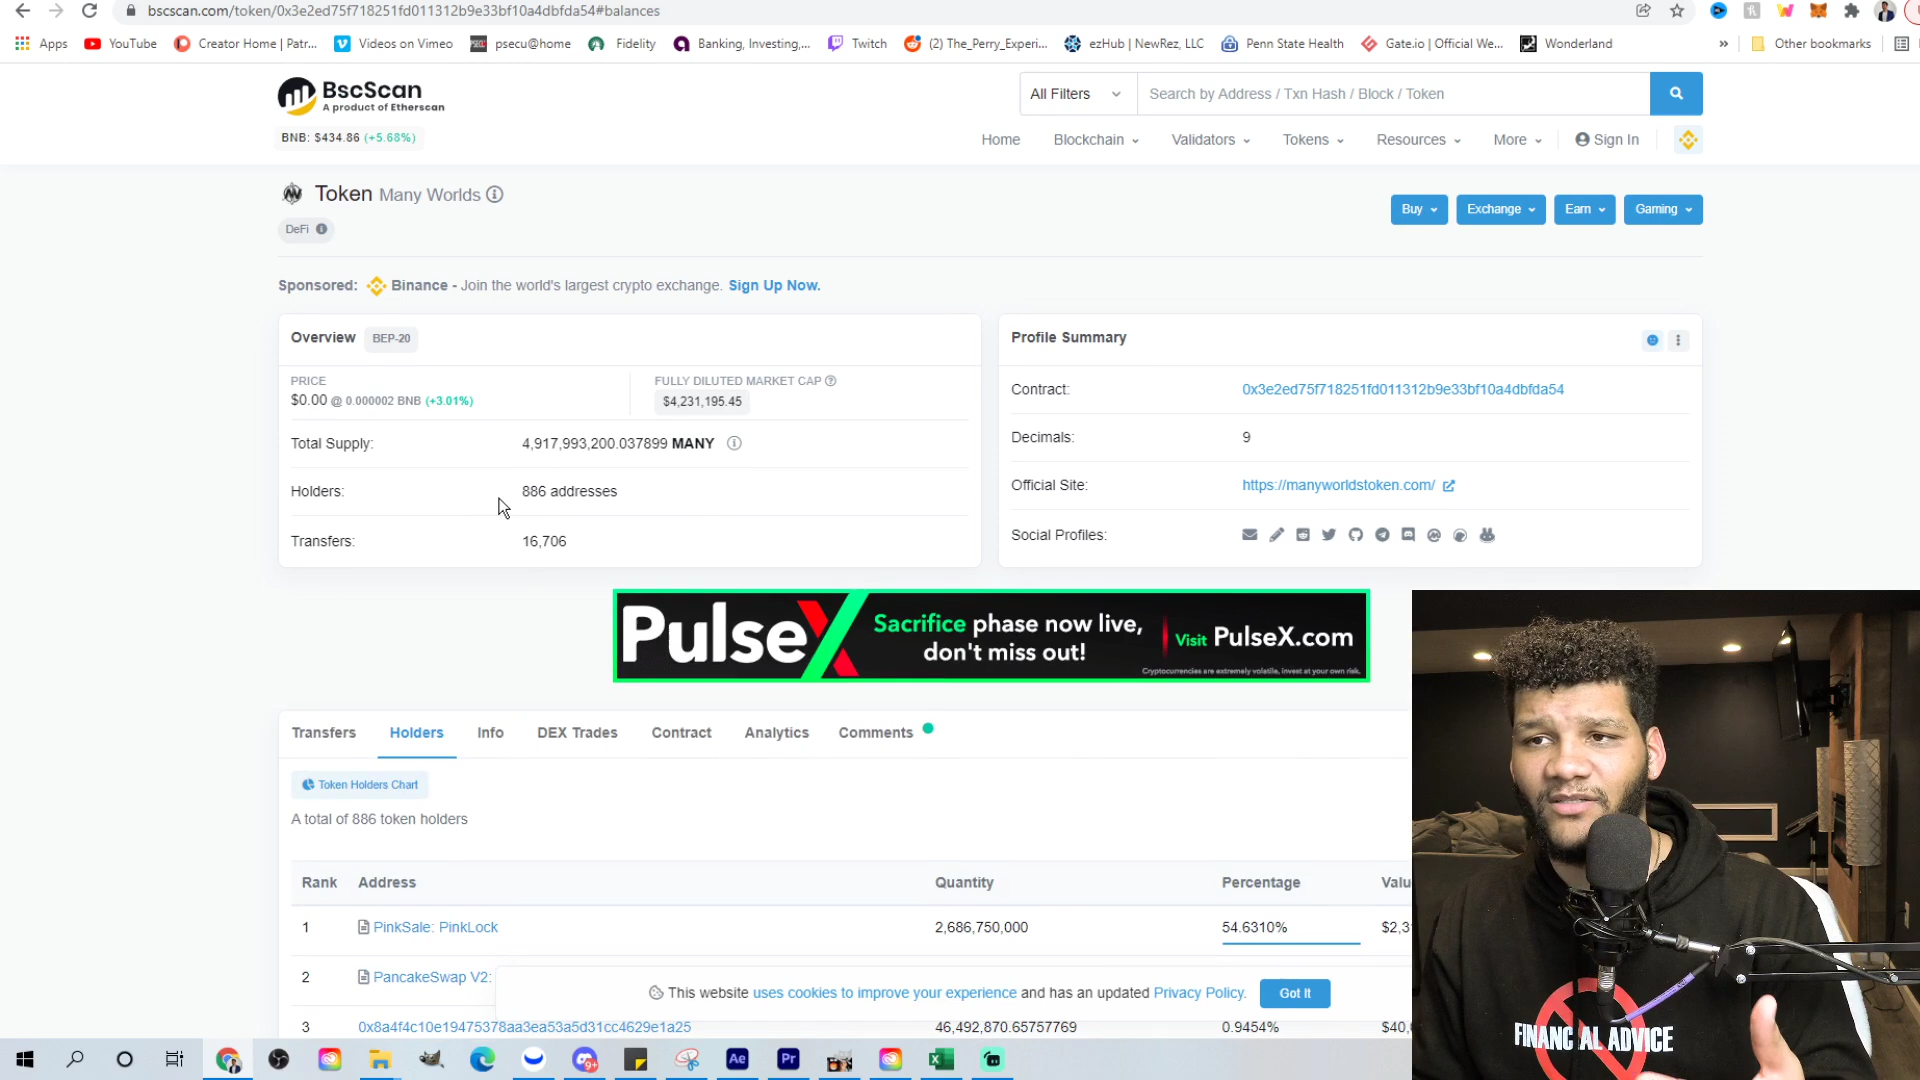 bscscan.com/token/0x3e2ed75f718251fd011312b9e33bf10a4dbfda54#balances
Apps YouTube Creator Home | Patr... Videos on Vimeo psecu@home Fidelity Banking, Investing,... Twitch (2) The_Perry_Experi... ezHub | NewRez, LLC Penn State Health Gate.io | Official We... Wonderland » Other bookmarks
BscScan
A product of Etherscan
All Filters
Search by Address / Txn Hash / Block / Token
BNB: $434.86 (+5.68%)
Home Blockchain Validators Tokens Resources More Sign In
Token Many Worlds
DeFi
Buy Exchange Earn Gaming
Sponsored: Binance - Join the world's largest crypto exchange. Sign Up Now.
Overview BEP-20
PRICE
$0.00 @ 0.000002 BNB (+3.01%)
FULLY DILUTED MARKET CAP
$4,231,195.45
Total Supply: 4,917,993,200.037899 MANY
Holders: 886 addresses
Transfers: 16,706
Profile Summary
Contract: 0x3e2ed75f718251fd011312b9e33bf10a4dbfda54
Decimals: 9
Official Site: https://manyworldstoken.com/
Social Profiles:
PulseX
Sacrifice phase now live,
don't miss out!
Visit PulseX.com
Cryptocurrencies are extremely volatile, invest at your own risk.
Transfers Holders Info DEX Trades Contract Analytics Comments
Token Holders Chart
A total of 886 token holders
Rank Address Quantity Percentage Valu
1 PinkSale: PinkLock 2,686,750,000 54.6310% $2,3
2 PancakeSwap V2:
This website uses cookies to improve your experience and has an updated Privacy Policy. Got It
3 0x8a4f4c10e19475378aa3ea53a5d31cc4629e1a25 46,492,870.65757769 0.9454% $40,
FINANCIAL ADVICE
9+
Ae
Pr